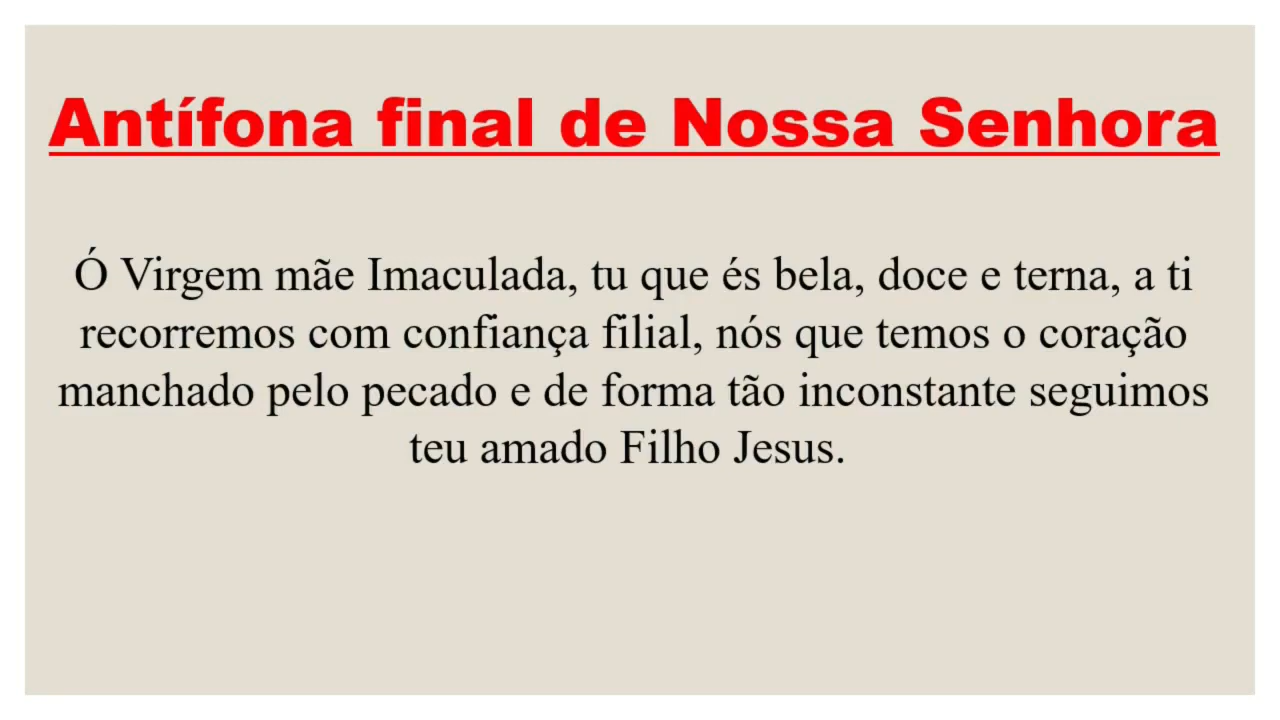 Antífona final de Nossa Senhora
Ó Virgem mãe Imaculada, tu que és bela, doce e terna, a ti
recorremos com confiança filial, nós que temos o coração
manchado pelo pecado e de forma tão inconstante seguimos
teu amado Filho Jesus.